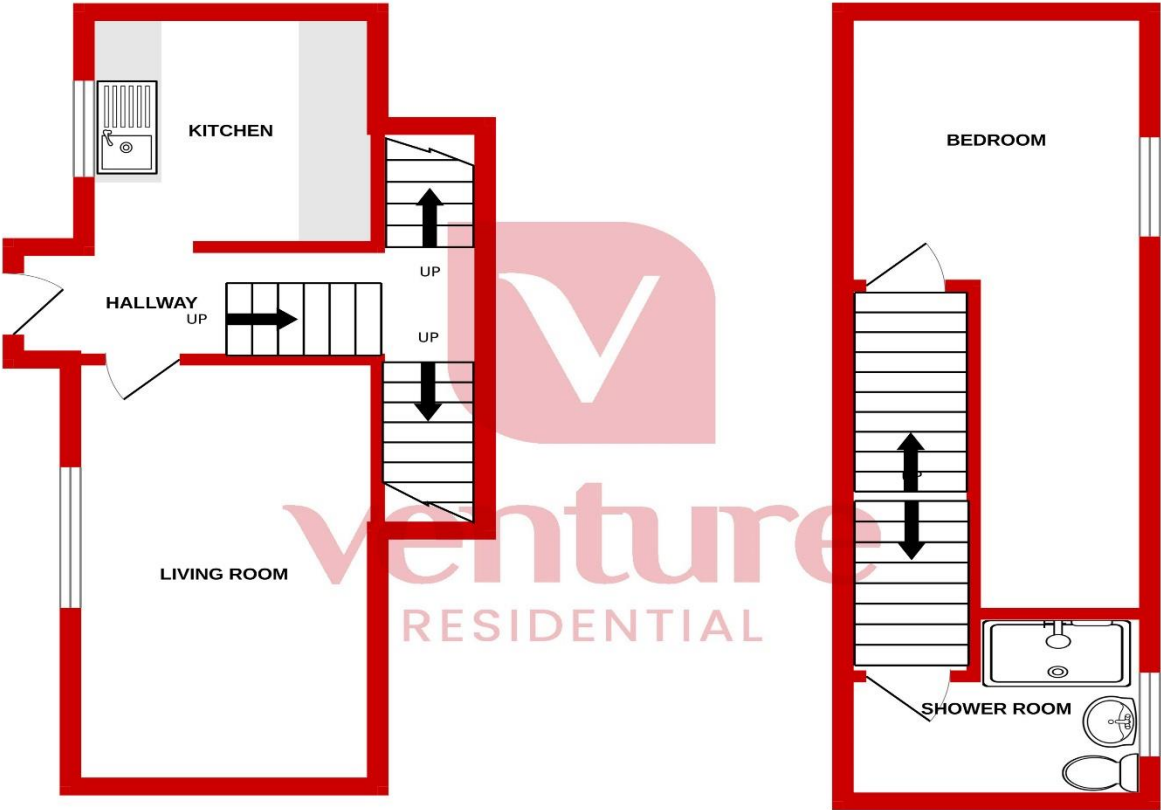 KITCHEN
BEDROOM
UP
HALLWAY
UP
UP
LIVING ROOM
venture
RESIDENTIAL
SHOWER ROOM